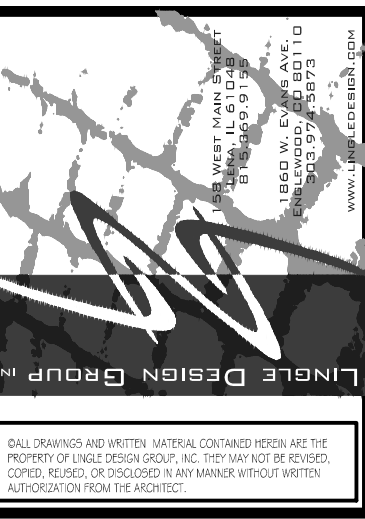 158 WEST MAIN STREET
LENA, IL 61048
815.369.9155
1860 W. EVANS AVE.
ENGLEWOOD, CO 80110
303.974.5873
WWW.LINGLEDESIGN.COM
LINGLE DESIGN GROUP IN
©ALL DRAWINGS AND WRITTEN MATERIAL CONTAINED HEREIN ARE THE
PROPERTY OF LINGLE DESIGN GROUP, INC. THEY MAY NOT BE REVISED,
COPIED, REUSED, OR DISCLOSED IN ANY MANNER WITHOUT WRITTEN
AUTHORIZATION FROM THE ARCHITECT.